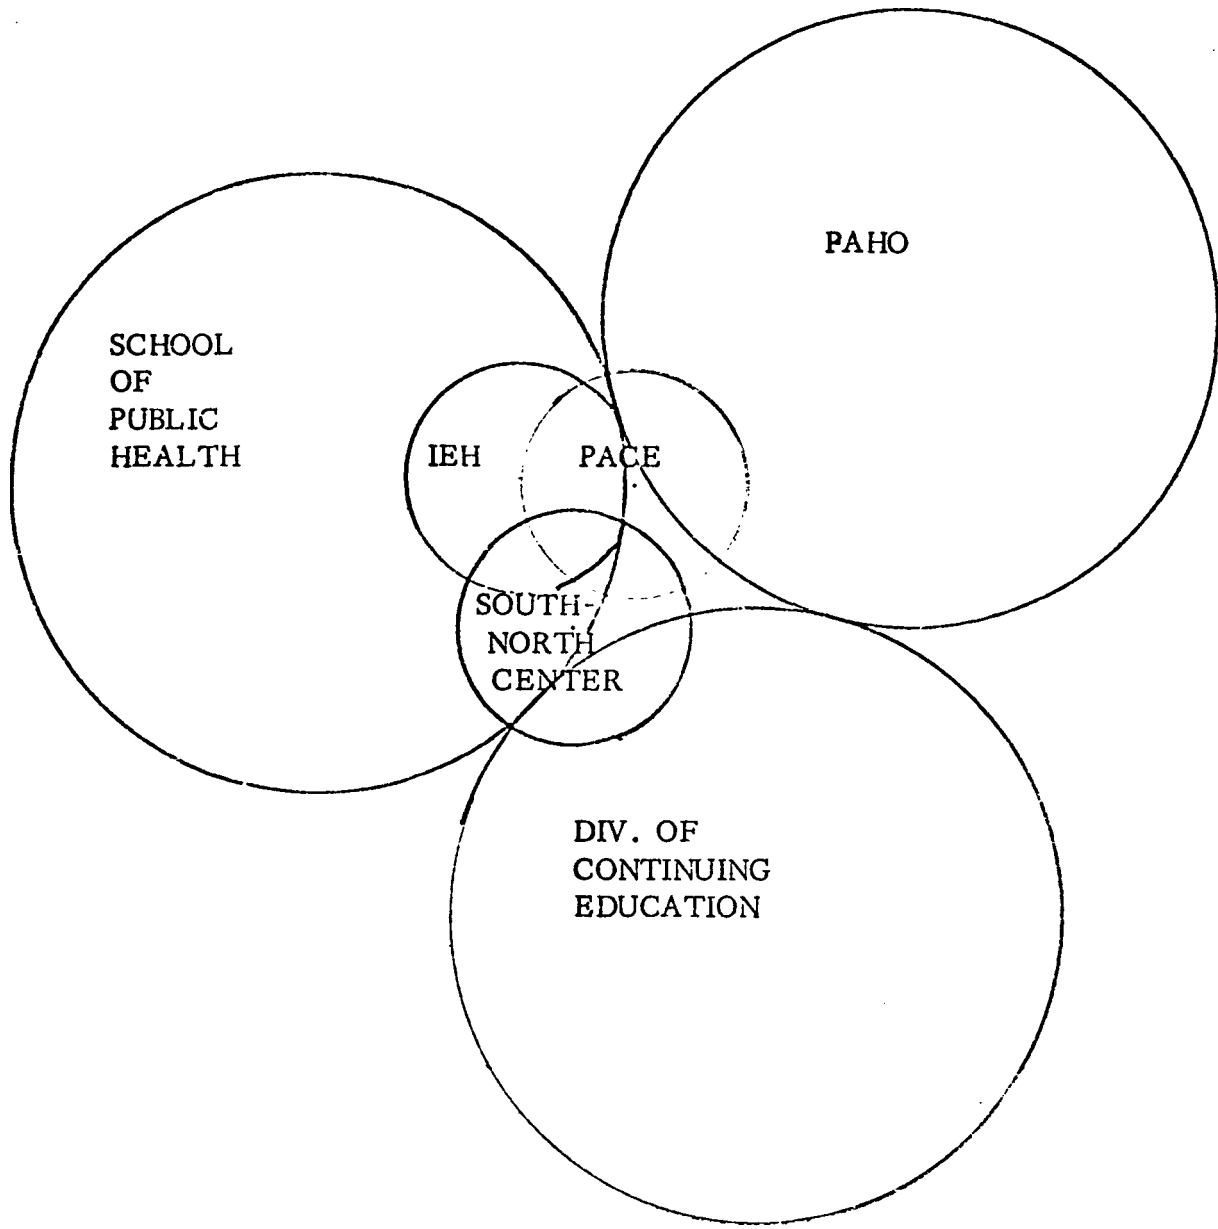 PAHO
SCHOOL
OF
PUBLIC
HEALTH
IEH
PACE
SOUTH-
NORTH
CENTER
DIV. OF
CONTINUING
EDUCATION